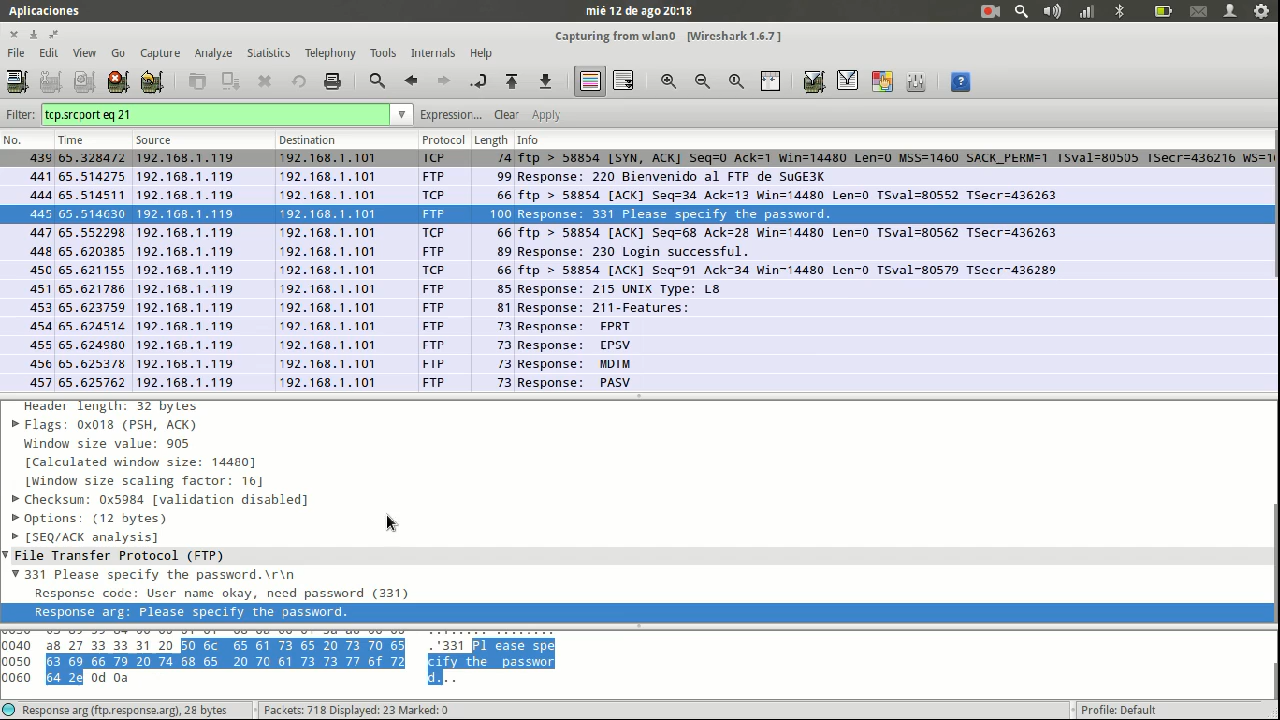 Aplicaciones mié 12 de ago 20:18
Capturing from wlan0 [Wireshark 1.6.7 ]
File Edit View Go Capture Analyze Statistics Telephony Tools Internals Help
Filter: tcp.srcport eq 21 Expression... Clear Apply
No. Time Source Destination Protocol Length Info
439 65.328472 192.168.1.119 192.168.1.101 TCP 74 ftp > 58854 [SYN, ACK] Seq=0 Ack=1 Win=14480 Len=0 MSS=1460 SACK_PERM=1 TSval=80505 TSecr=436216 WS=1
441 65.514275 192.168.1.119 192.168.1.101 FTP 99 Response: 220 Bienvenido al FTP de SuGE3K
444 65.514511 192.168.1.119 192.168.1.101 TCP 66 ftp > 58854 [ACK] Seq=34 Ack=13 Win=14480 Len=0 TSval=80552 TSecr=436263
445 65.514630 192.168.1.119 192.168.1.101 FTP 100 Response: 331 Please specify the password.
447 65.552298 192.168.1.119 192.168.1.101 TCP 66 ftp > 58854 [ACK] Seq=68 Ack=28 Win=14480 Len=0 TSval=80562 TSecr=436263
448 65.620385 192.168.1.119 192.168.1.101 FTP 89 Response: 230 Login successful.
450 65.621155 192.168.1.119 192.168.1.101 TCP 66 ftp > 58854 [ACK] Seq=91 Ack=34 Win=14480 Len=0 TSval=80579 TSecr=436289
451 65.621786 192.168.1.119 192.168.1.101 FTP 85 Response: 215 UNIX Type: L8
453 65.623759 192.168.1.119 192.168.1.101 FTP 81 Response: 211-Features:
454 65.624514 192.168.1.119 192.168.1.101 FTP 73 Response: EPRT
455 65.624980 192.168.1.119 192.168.1.101 FTP 73 Response: EPSV
456 65.625378 192.168.1.119 192.168.1.101 FTP 73 Response: MDTM
457 65.625762 192.168.1.119 192.168.1.101 FTP 73 Response: PASV
Header length: 32 bytes
Flags: 0x018 (PSH, ACK)
Window size value: 905
[Calculated window size: 14480]
[Window size scaling factor: 16]
Checksum: 0x5984 [validation disabled]
Options: (12 bytes)
[SEQ/ACK analysis]
File Transfer Protocol (FTP)
331 Please specify the password.\r\n
Response code: User name okay, need password (331)
Response arg: Please specify the password.
0040 a8 27 33 33 31 20 50 6c 65 61 73 65 20 73 70 65 .'331 Pl ease spe
0050 63 69 66 79 20 74 68 65 20 70 61 73 73 77 6f 72 cify the passwor
0060 64 2e 0d 0a d...
Response arg (ftp.response.arg), 28 bytes Packets: 718 Displayed: 23 Marked: 0 Profile: Default